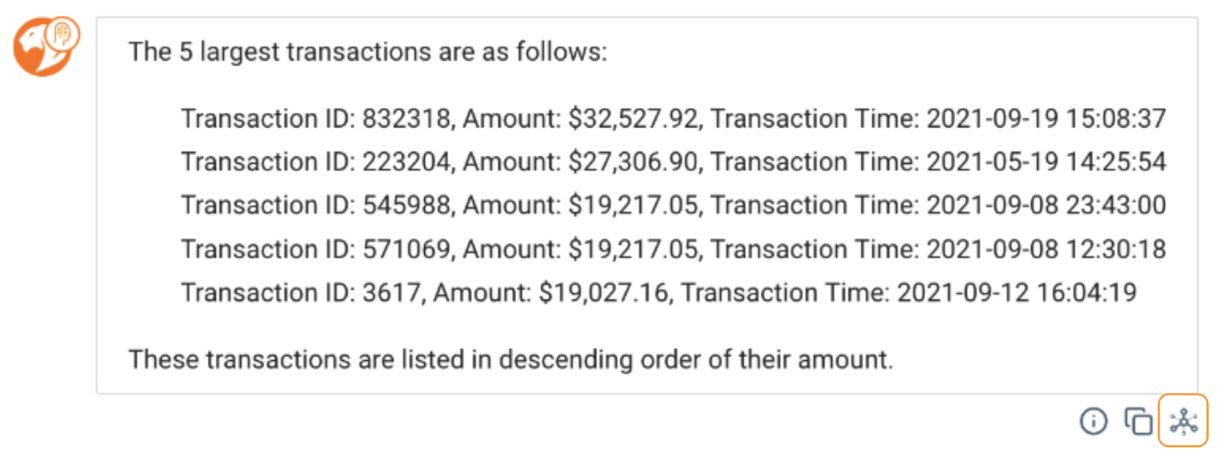 The 5 largest transactions are as follows:
Transaction ID: 832318, Amount: $32,527.92, Transaction Time: 2021-09-19 15:08:37
Transaction ID: 223204, Amount: $27,306.90, Transaction Time: 2021-05-19 14:25:54
Transaction ID: 545988, Amount: $19,217.05, Transaction Time: 2021-09-08 23:43:00
Transaction ID: 571069, Amount: $19,217.05, Transaction Time: 2021-09-08 12:30:18
Transaction ID: 3617, Amount: $19,027.16, Transaction Time: 2021-09-12 16:04:19
These transactions are listed in descending order of their amount.